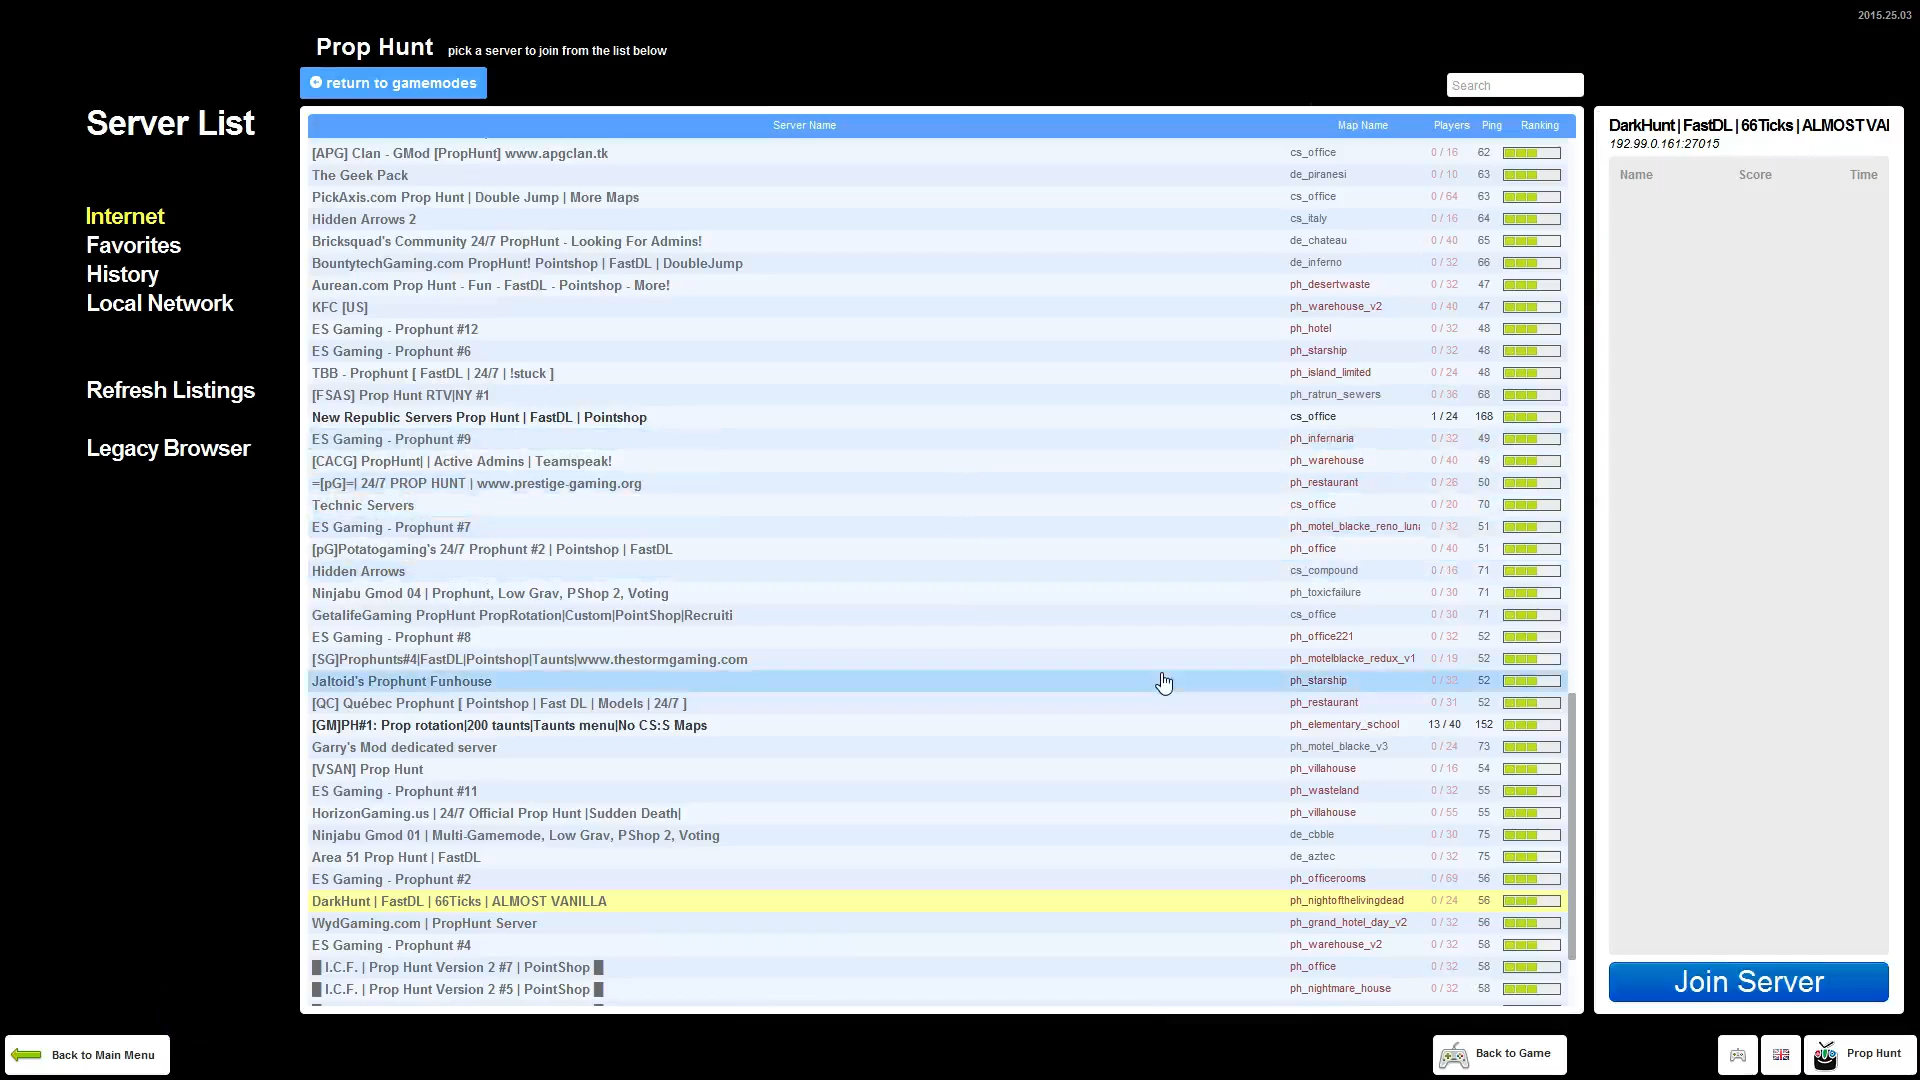 2015.25.03
Prop Hunt pick a server to join from the list below
return to gamemodes
Search
Server List
Internet
Favorites
History
Local Network
Refresh Listings
Legacy Browser
Server Name Map Name Players Ping Ranking
[APG] Clan - GMod [PropHunt] www.apgclan.tk cs_office 0 / 16 62
The Geek Pack de_piranesi 0 / 10 63
PickAxis.com Prop Hunt | Double Jump | More Maps cs_office 0 / 64 63
Hidden Arrows 2 cs_italy 0 / 16 64
Bricksquad's Community 24/7 PropHunt - Looking For Admins! de_chateau 0 / 40 65
BountytechGaming.com PropHunt! Pointshop | FastDL | DoubleJump de_inferno 0 / 32 66
Aurean.com Prop Hunt - Fun - FastDL - Pointshop - More! ph_desertwaste 0 / 32 47
KFC [US] ph_warehouse_v2 0 / 40 47
ES Gaming - Prophunt #12 ph_hotel 0 / 32 48
ES Gaming - Prophunt #6 ph_starship 0 / 32 48
TBB - Prophunt [ FastDL | 24/7 | !stuck ] ph_island_limited 0 / 24 48
[FSAS] Prop Hunt RTV|NY #1 ph_ratrun_sewers 0 / 36 68
New Republic Servers Prop Hunt | FastDL | Pointshop cs_office 1 / 24 168
ES Gaming - Prophunt #9 ph_infernaria 0 / 32 49
[CACG] PropHunt| | Active Admins | Teamspeak! ph_warehouse 0 / 40 49
=[pG]=| 24/7 PROP HUNT | www.prestige-gaming.org ph_restaurant 0 / 26 50
Technic Servers cs_office 0 / 20 70
ES Gaming - Prophunt #7 ph_motel_blacke_reno_luna 0 / 32 51
[pG]Potatogaming's 24/7 Prophunt #2 | Pointshop | FastDL ph_office 0 / 40 51
Hidden Arrows cs_compound 0 / 16 71
Ninjabu Gmod 04 | Prophunt, Low Grav, PShop 2, Voting ph_toxicfailure 0 / 30 71
GetalifeGaming PropHunt PropRotation|Custom|PointShop|Recruiti cs_office 0 / 30 71
ES Gaming - Prophunt #8 ph_office221 0 / 32 52
[SG]Prophunts#4|FastDL|Pointshop|Taunts|www.thestormgaming.com ph_motelblacke_redux_v1 0 / 19 52
Jaltoid's Prophunt Funhouse ph_starship 0 / 32 52
[QC] Québec Prophunt [ Pointshop | Fast DL | Models | 24/7 ] ph_restaurant 0 / 31 52
[GM]PH#1: Prop rotation|200 taunts|Taunts menu|No CS:S Maps ph_elementary_school 13 / 40 152
Garry's Mod dedicated server ph_motel_blacke_v3 0 / 24 73
[VSAN] Prop Hunt ph_villahouse 0 / 16 54
ES Gaming - Prophunt #11 ph_wasteland 0 / 32 55
HorizonGaming.us | 24/7 Official Prop Hunt |Sudden Death| ph_villahouse 0 / 55 55
Ninjabu Gmod 01 | Multi-Gamemode, Low Grav, PShop 2, Voting de_cbble 0 / 30 75
Area 51 Prop Hunt | FastDL de_aztec 0 / 32 75
ES Gaming - Prophunt #2 ph_officerooms 0 / 69 56
DarkHunt | FastDL | 66Ticks | ALMOST VANILLA ph_nightofthelivingdead 0 / 24 56
WydGaming.com | PropHunt Server ph_grand_hotel_day_v2 0 / 32 56
ES Gaming - Prophunt #4 ph_warehouse_v2 0 / 32 58
█ I.C.F. | Prop Hunt Version 2 #7 | PointShop █ ph_office 0 / 32 58
█ I.C.F. | Prop Hunt Version 2 #5 | PointShop █ ph_nightmare_house 0 / 32 58
DarkHunt | FastDL | 66Ticks | ALMOST VAI
192.99.0.161:27015
Name Score Time
Join Server
Back to Main Menu
Back to Game
Prop Hunt